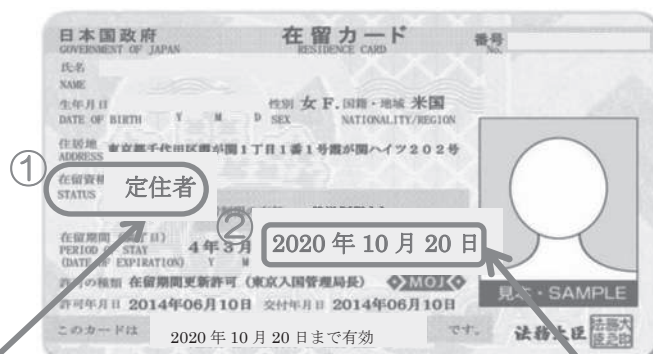 日本国政府 在留カード 番号
GOVERNMENT OF JAPAN RESIDENCE CARD No.
氏名
NAME
生年月日 性別 女 F. 国籍・地域 米国
DATE OF BIRTH Y M D SEX NATIONALITY/REGION
住居地 東京都千代田区霞が関1丁目1番1号霞が関ハイツ202号
ADDRESS
① 在留資格 定住者
STATUS
②
在留期間 4年3月 2020年10月20日
PERIOD OF STAY
(DATE OF EXPIRATION) Y M
許可の種類 在留期間更新許可(東京入国管理局長) MOJ
見本・SAMPLE
許可年月日 2014年06月10日 交付年月日 2014年06月10日
このカードは 2020年10月20日まで有効 です。 法務大臣